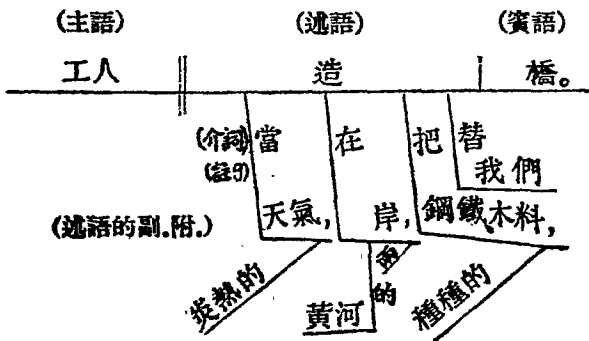 (主語) (述語) (賓語)
工人 造 橋。
(介詞) 當 在 把 替
(註9) 我們
(述語的副.附.) 天氣, 岸, 鋼鐵、木料,
炎熱的 黃河 的 兩 種種的